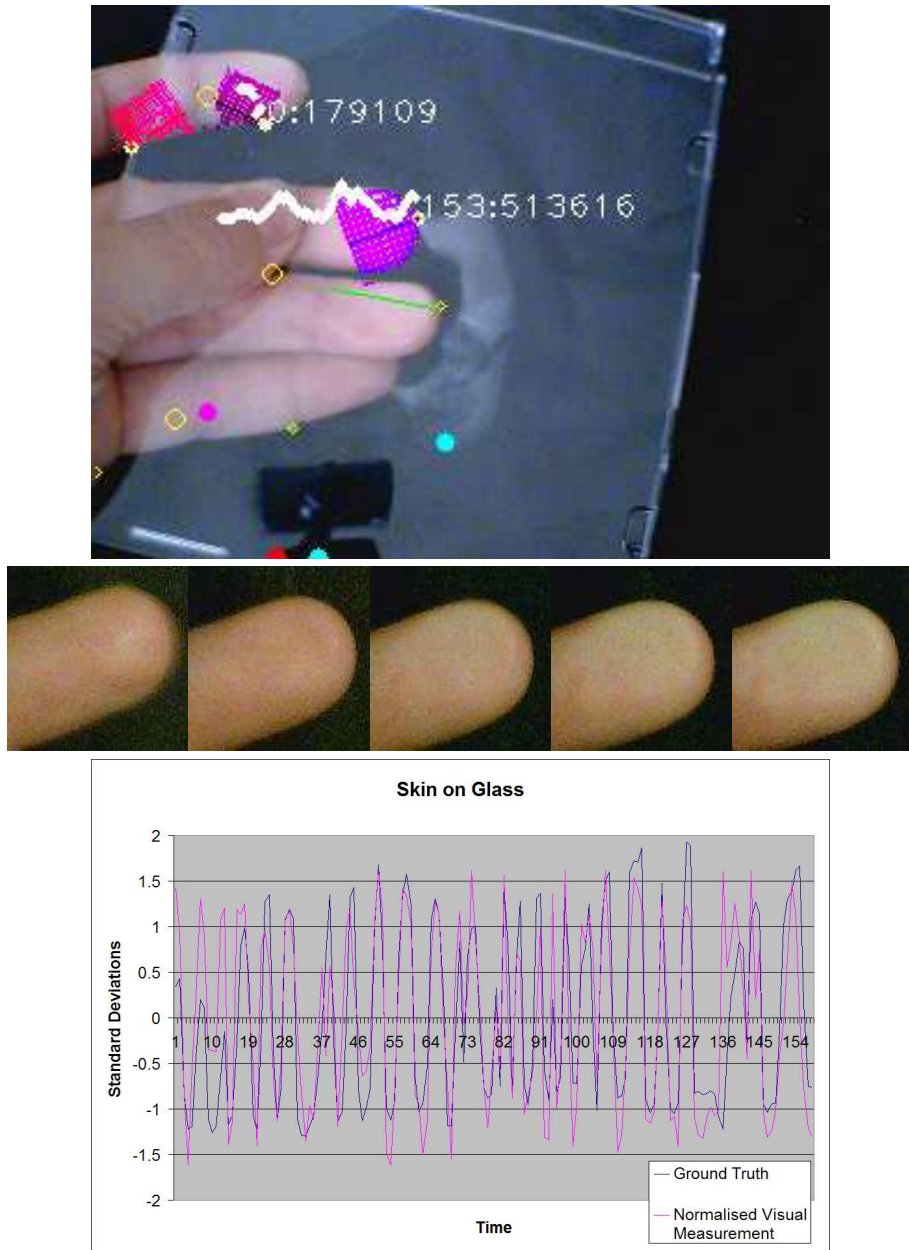 0:179109
153:513616
Skin on Glass
Standard Deviations
2
1.5
1
0.5
0
-0.5
-1
-1.5
-2
1 10 19 28 37 46 55 64 73 82 91 100 109 118 127 136 145 154
Time
Ground Truth
Normalised Visual
Measurement